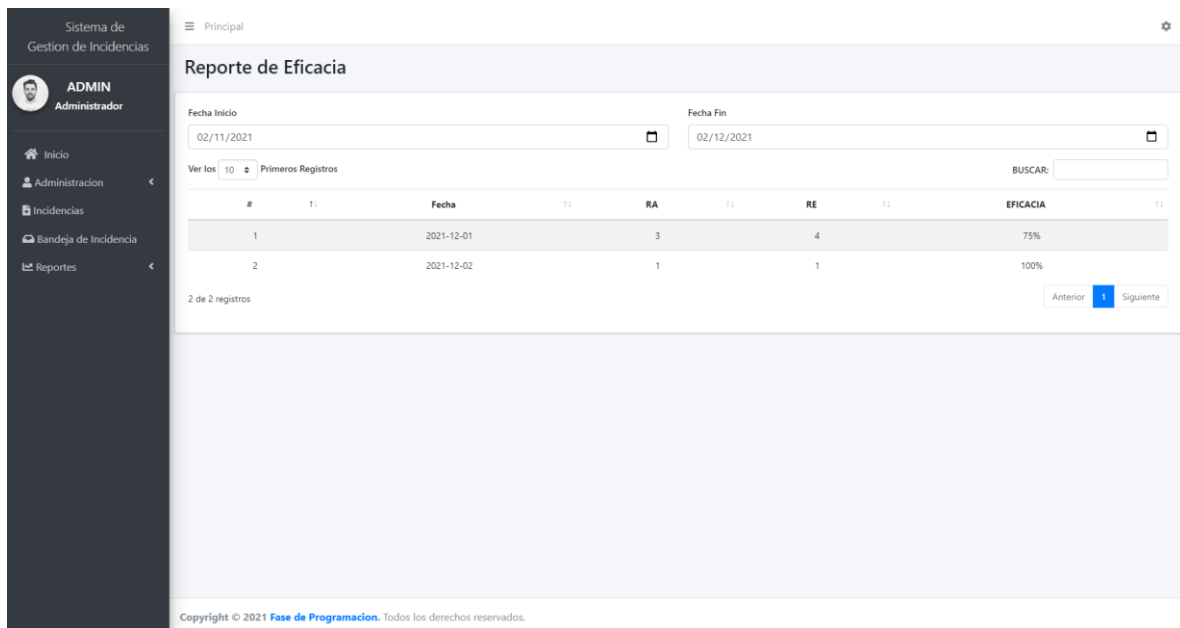 Sistema de
Gestion de Incidencias
ADMIN
Administrador
Inicio
Administracion
Incidencias
Bandeja de Incidencia
Reportes
Principal
Reporte de Eficacia
Fecha Inicio
02/11/2021
Fecha Fin
02/12/2021
Ver los 10 Primeros Registros
BUSCAR:
# Fecha RA RE EFICACIA
1 2021-12-01 3 4 75%
2 2021-12-02 1 1 100%
2 de 2 registros
Anterior 1 Siguiente
Copyright © 2021 Fase de Programacion. Todos los derechos reservados.